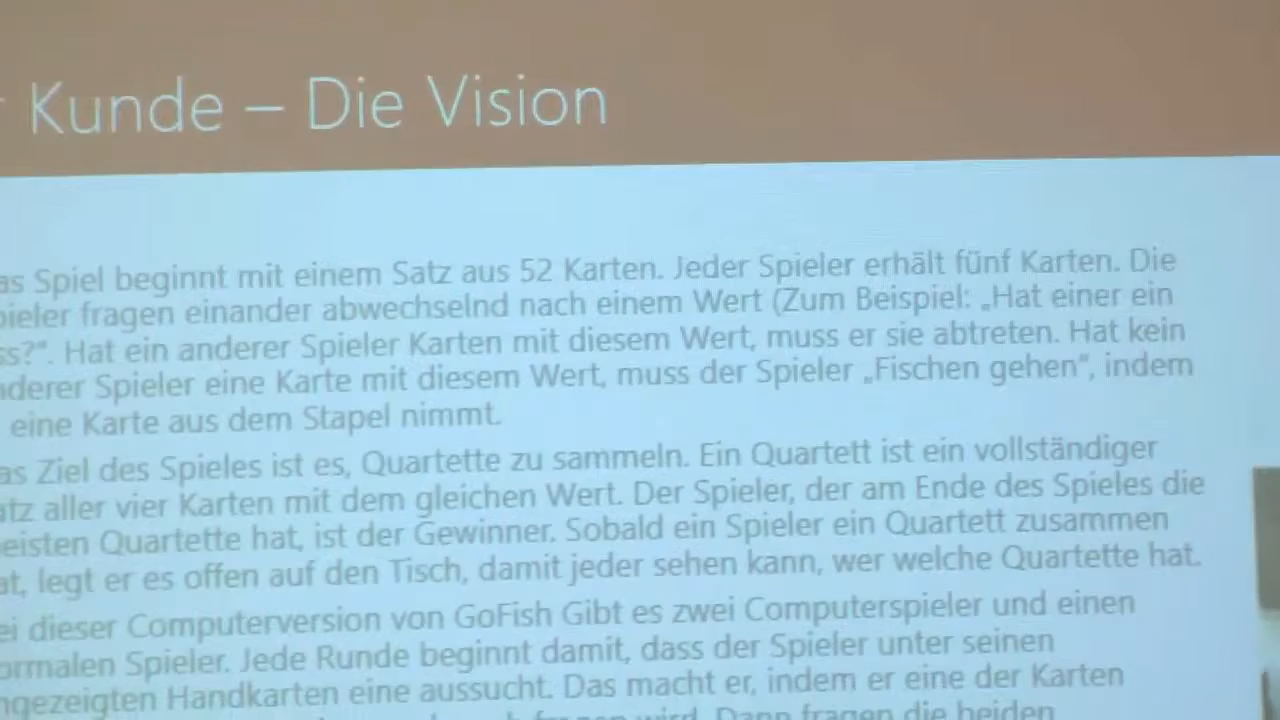 Kunde – Die Vision
as Spiel beginnt mit einem Satz aus 52 Karten. Jeder Spieler erhält fünf Karten. Die
pieler fragen einander abwechselnd nach einem Wert (Zum Beispiel: „Hat einer ein
ss?“. Hat ein anderer Spieler Karten mit diesem Wert, muss er sie abtreten. Hat kein
nderer Spieler eine Karte mit diesem Wert, muss der Spieler „Fischen gehen“, indem
eine Karte aus dem Stapel nimmt.
as Ziel des Spieles ist es, Quartette zu sammeln. Ein Quartett ist ein vollständiger
atz aller vier Karten mit dem gleichen Wert. Der Spieler, der am Ende des Spieles die
eisten Quartette hat, ist der Gewinner. Sobald ein Spieler ein Quartett zusammen
at, legt er es offen auf den Tisch, damit jeder sehen kann, wer welche Quartette hat.
ei dieser Computerversion von GoFish Gibt es zwei Computerspieler und einen
ormalen Spieler. Jede Runde beginnt damit, dass der Spieler unter seinen
ngezeigten Handkarten eine aussucht. Das macht er, indem er eine der Karten
wird. Dann fragen die beiden